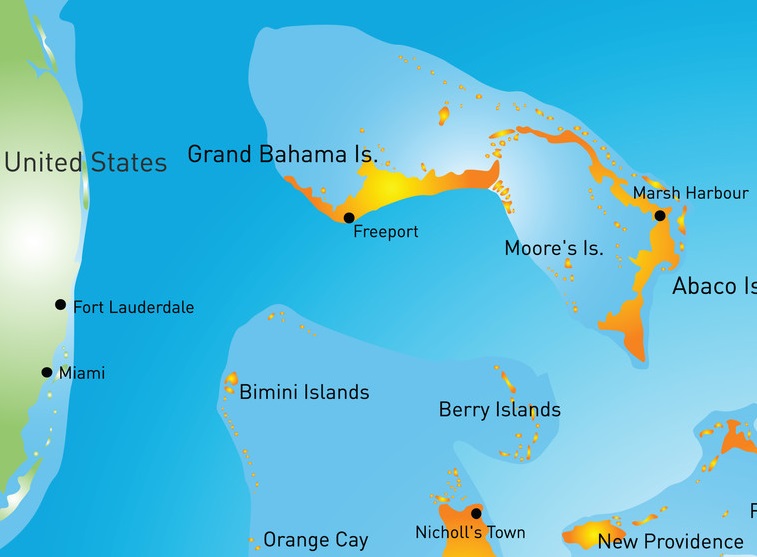 United States
Grand Bahama Is.
Marsh Harbour
Freeport
Moore's Is.
Abaco Is
Fort Lauderdale
Miami
Bimini Islands
Berry Islands
Nicholl's Town
Orange Cay
New Providence